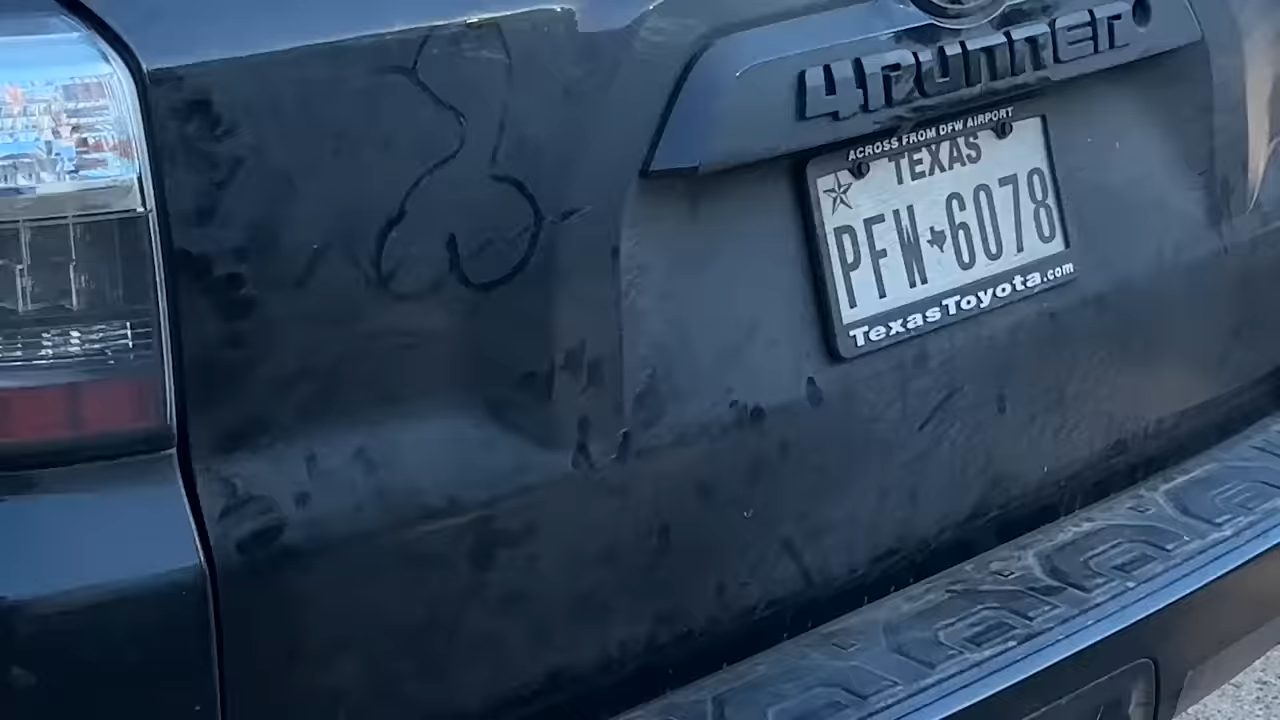 4RUNNER
ACROSS FROM DFW AIRPORT
TEXAS
PFW 6078
TexasToyota.com